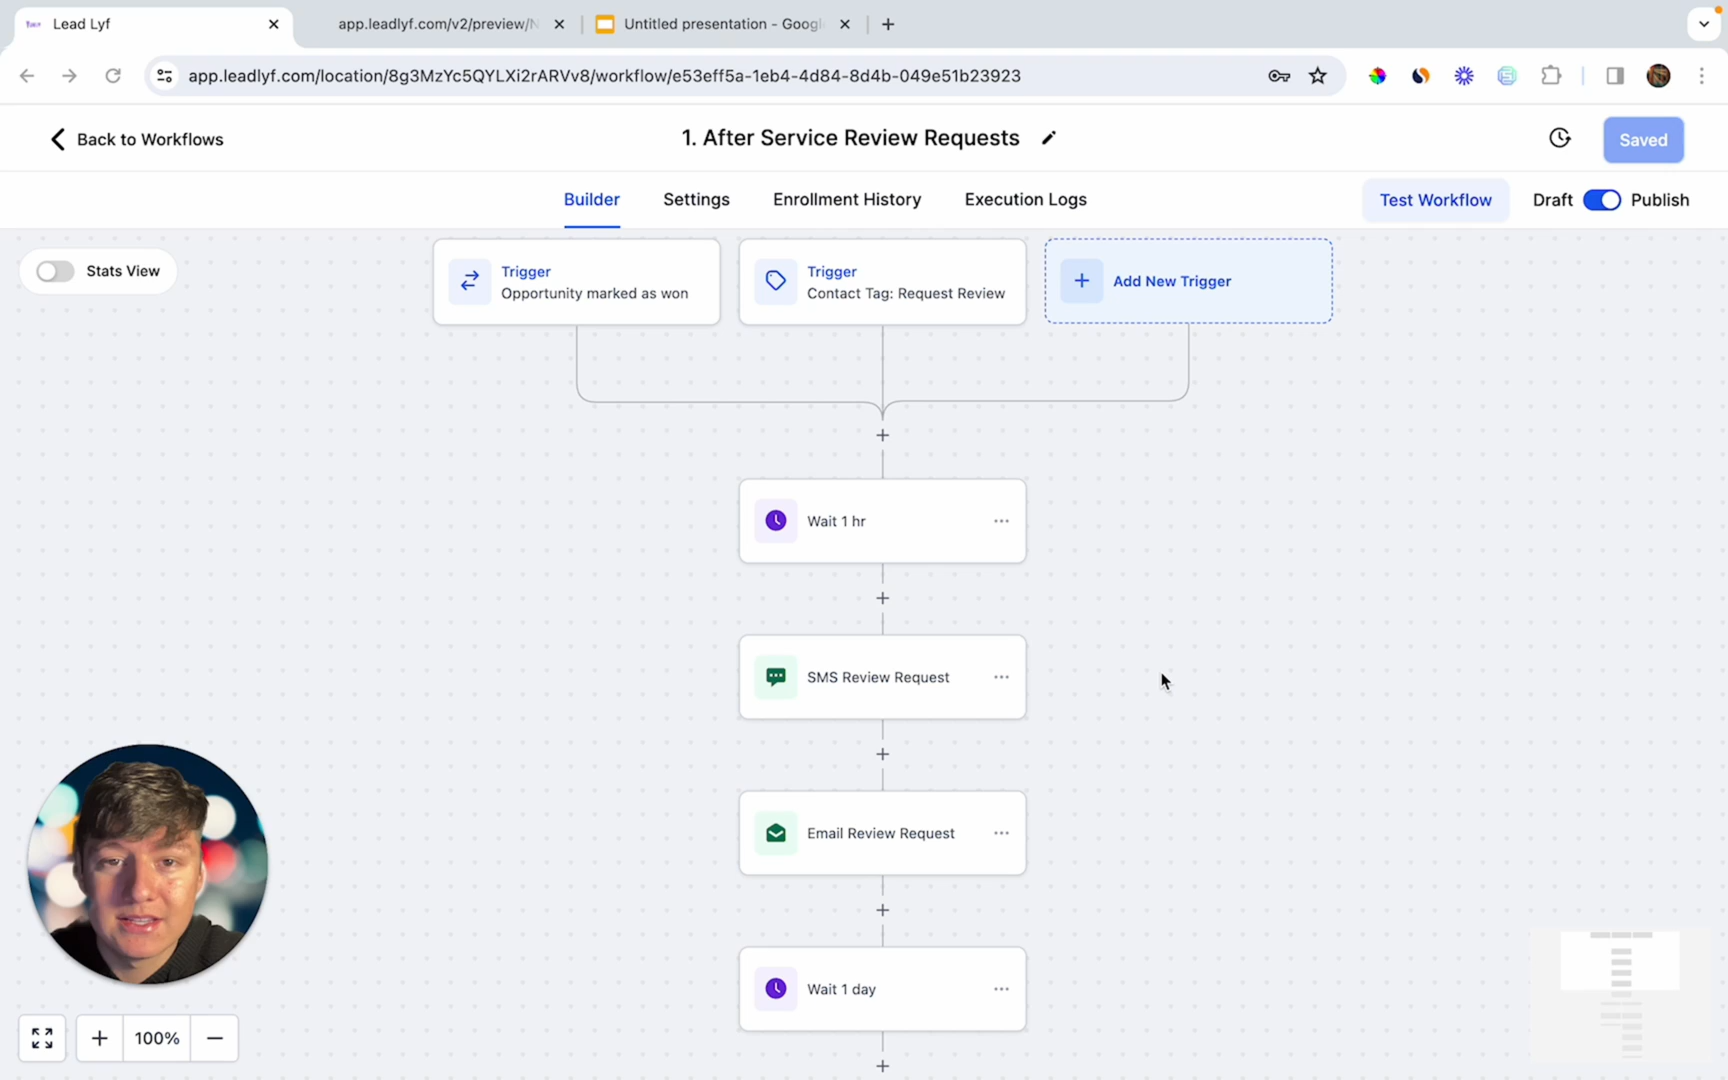 Lead Lyf
app.leadlyf.com/v2/preview/
Untitled presentation - Googl
app.leadlyf.com/location/8g3MzYc5QYLXi2rARVv8/workflow/e53eff5a-1eb4-4d84-8d4b-049e51b23923
Back to Workflows
1. After Service Review Requests
Saved
Builder
Settings
Enrollment History
Execution Logs
Test Workflow
Draft
Publish
Stats View
Trigger
Opportunity marked as won
Trigger
Contact Tag: Request Review
Add New Trigger
Wait 1 hr
SMS Review Request
Email Review Request
Wait 1 day
100%